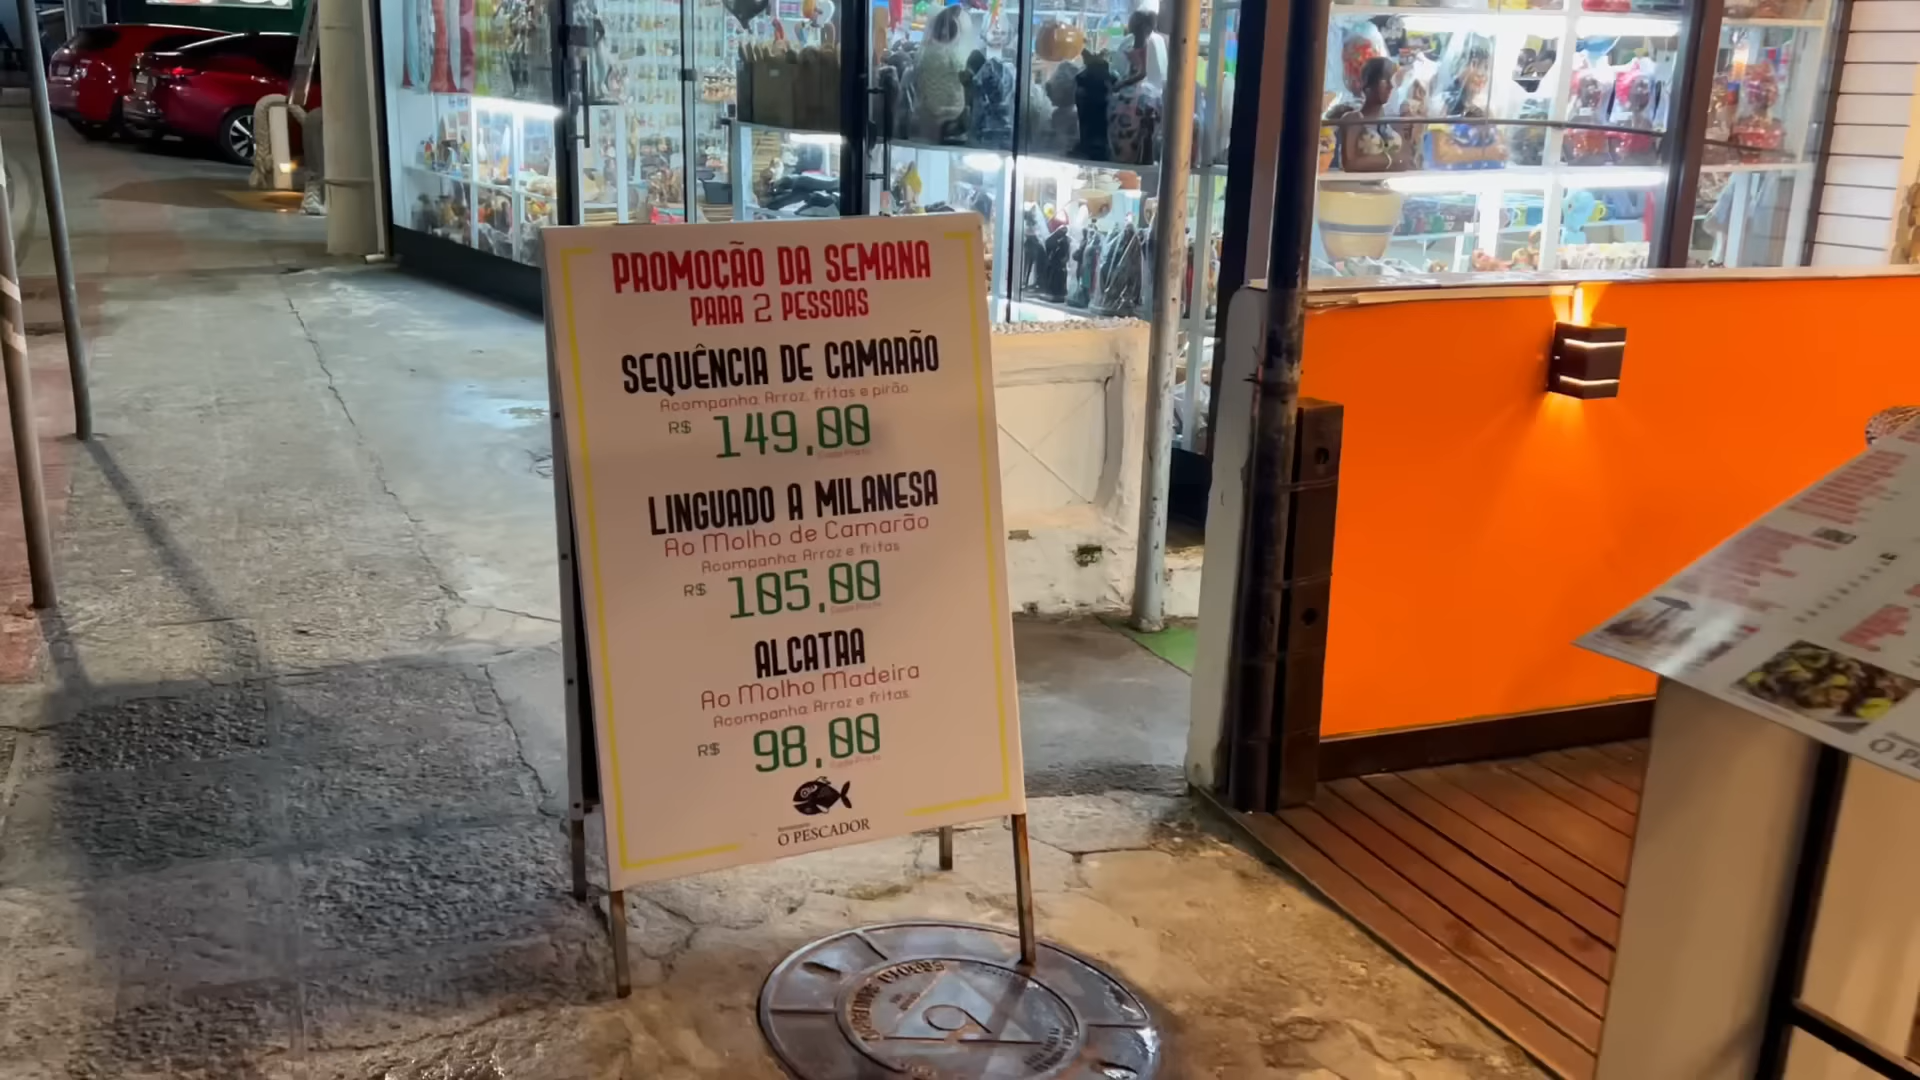 PROMOÇÃO DA SEMANA
PARA 2 PESSOAS
SEQUÊNCIA DE CAMARÃO
Acompanha: Arroz, fritas e pirão
R$ 149,00
LINGUADO A MILANESA
Ao Molho de Camarão
Acompanha: Arroz e fritas
R$ 105,00
ALCATRA
Ao Molho Madeira
Acompanha: Arroz e fritas
R$ 98,00
O PESCADOR